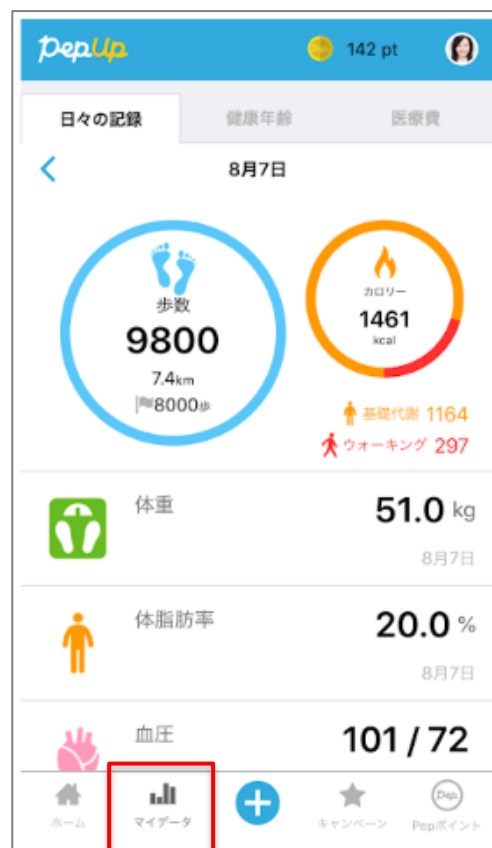 PepUp
142 pt
日々の記録 健康年齢 医療費
8月7日
歩数
9800
7.4km
8000歩
カロリー
1461
kcal
基礎代謝 1164
ウォーキング 297
体重
51.0 kg
8月7日
体脂肪率
20.0 %
8月7日
血圧
101 / 72
ホーム マイデータ キャンペーン Pepポイント
Pep